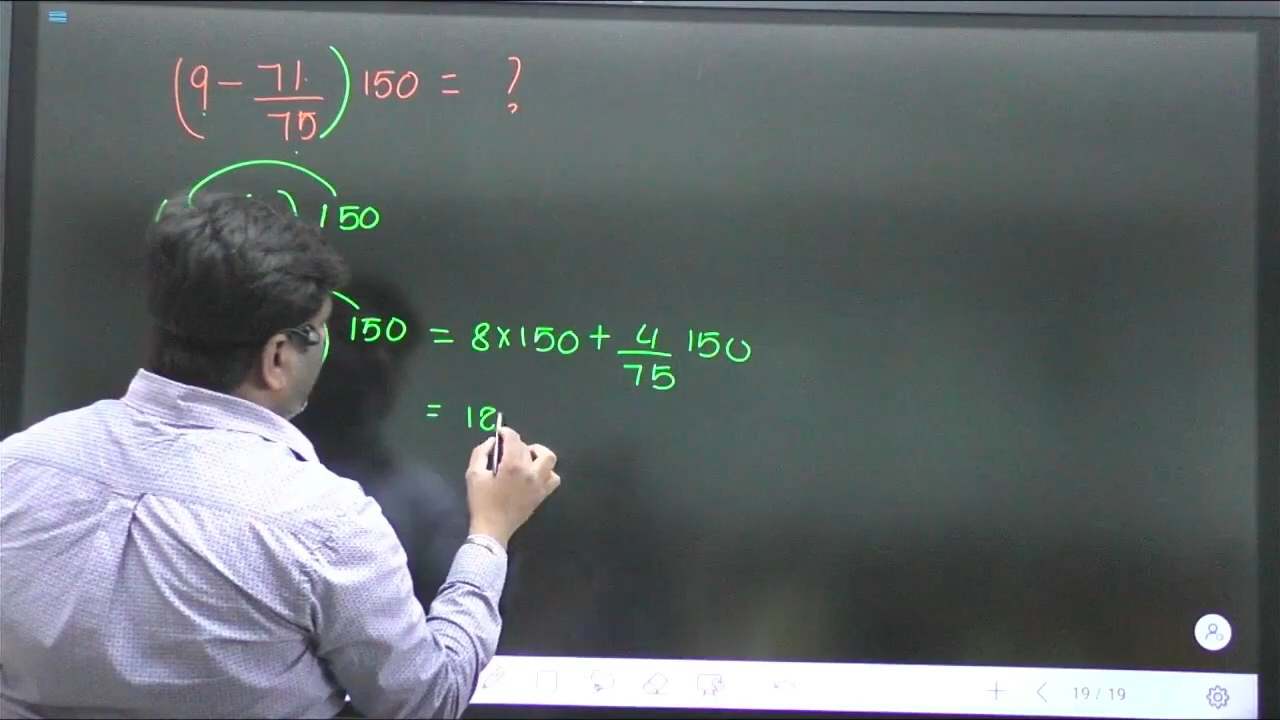 (9 - 71/75) 150 = ?
) 150
) 150 = 8×150 + 4/75 150
= 12
19 / 19